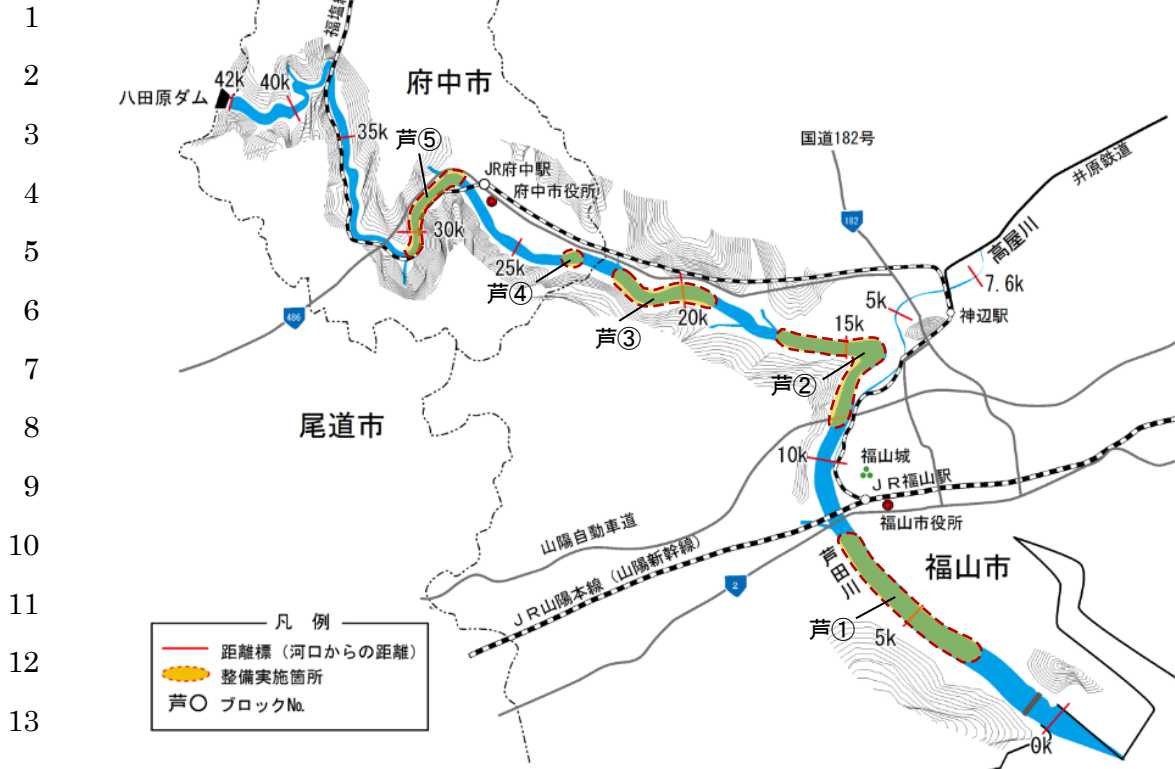 1
2
3
4
5
6
7
8
9
10
11
12
13
福塩線
府中市
42k
40k
八田原ダム
35k
芦⑤
JR府中駅
府中市役所
国道182号
井原鉄道
182
高屋川
30k
25k
芦④
7.6k
5k
神辺駅
486
20k
芦③
15k
芦②
尾道市
10k
福山城
JR福山駅
福山市役所
山陽自動車道
JR山陽本線（山陽新幹線）
芦田川
福山市
2
芦①
5k
0k
凡 例
距離標（河口からの距離）
整備実施箇所
芦○ ブロックNo.